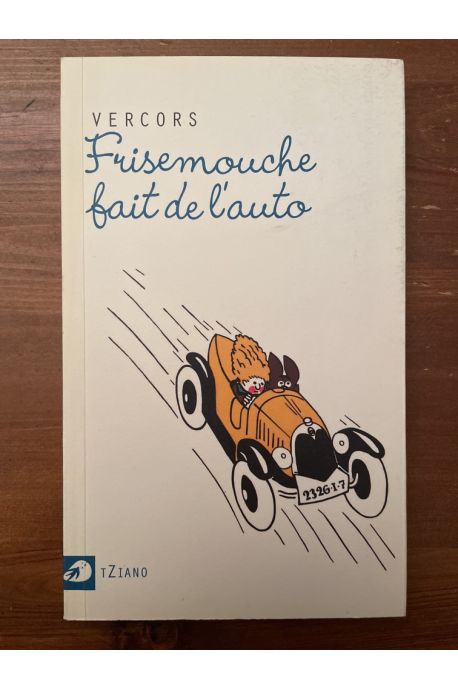 VERCORS
Frisemouche
fait de l'auto
2326-I-7
TZIANO